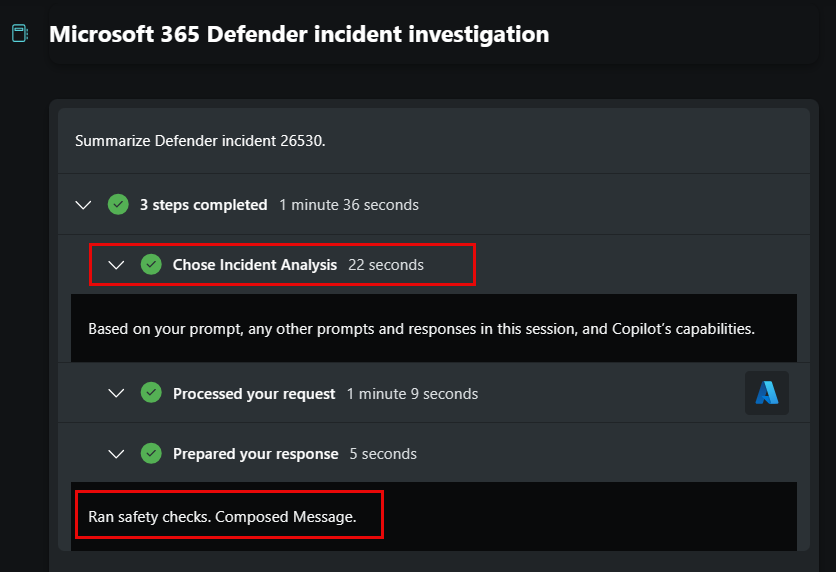 Microsoft 365 Defender incident investigation
Summarize Defender incident 26530.
3 steps completed 1 minute 36 seconds
Chose Incident Analysis 22 seconds
Based on your prompt, any other prompts and responses in this session, and Copilot’s capabilities.
Processed your request 1 minute 9 seconds
Prepared your response 5 seconds
Ran safety checks. Composed Message.